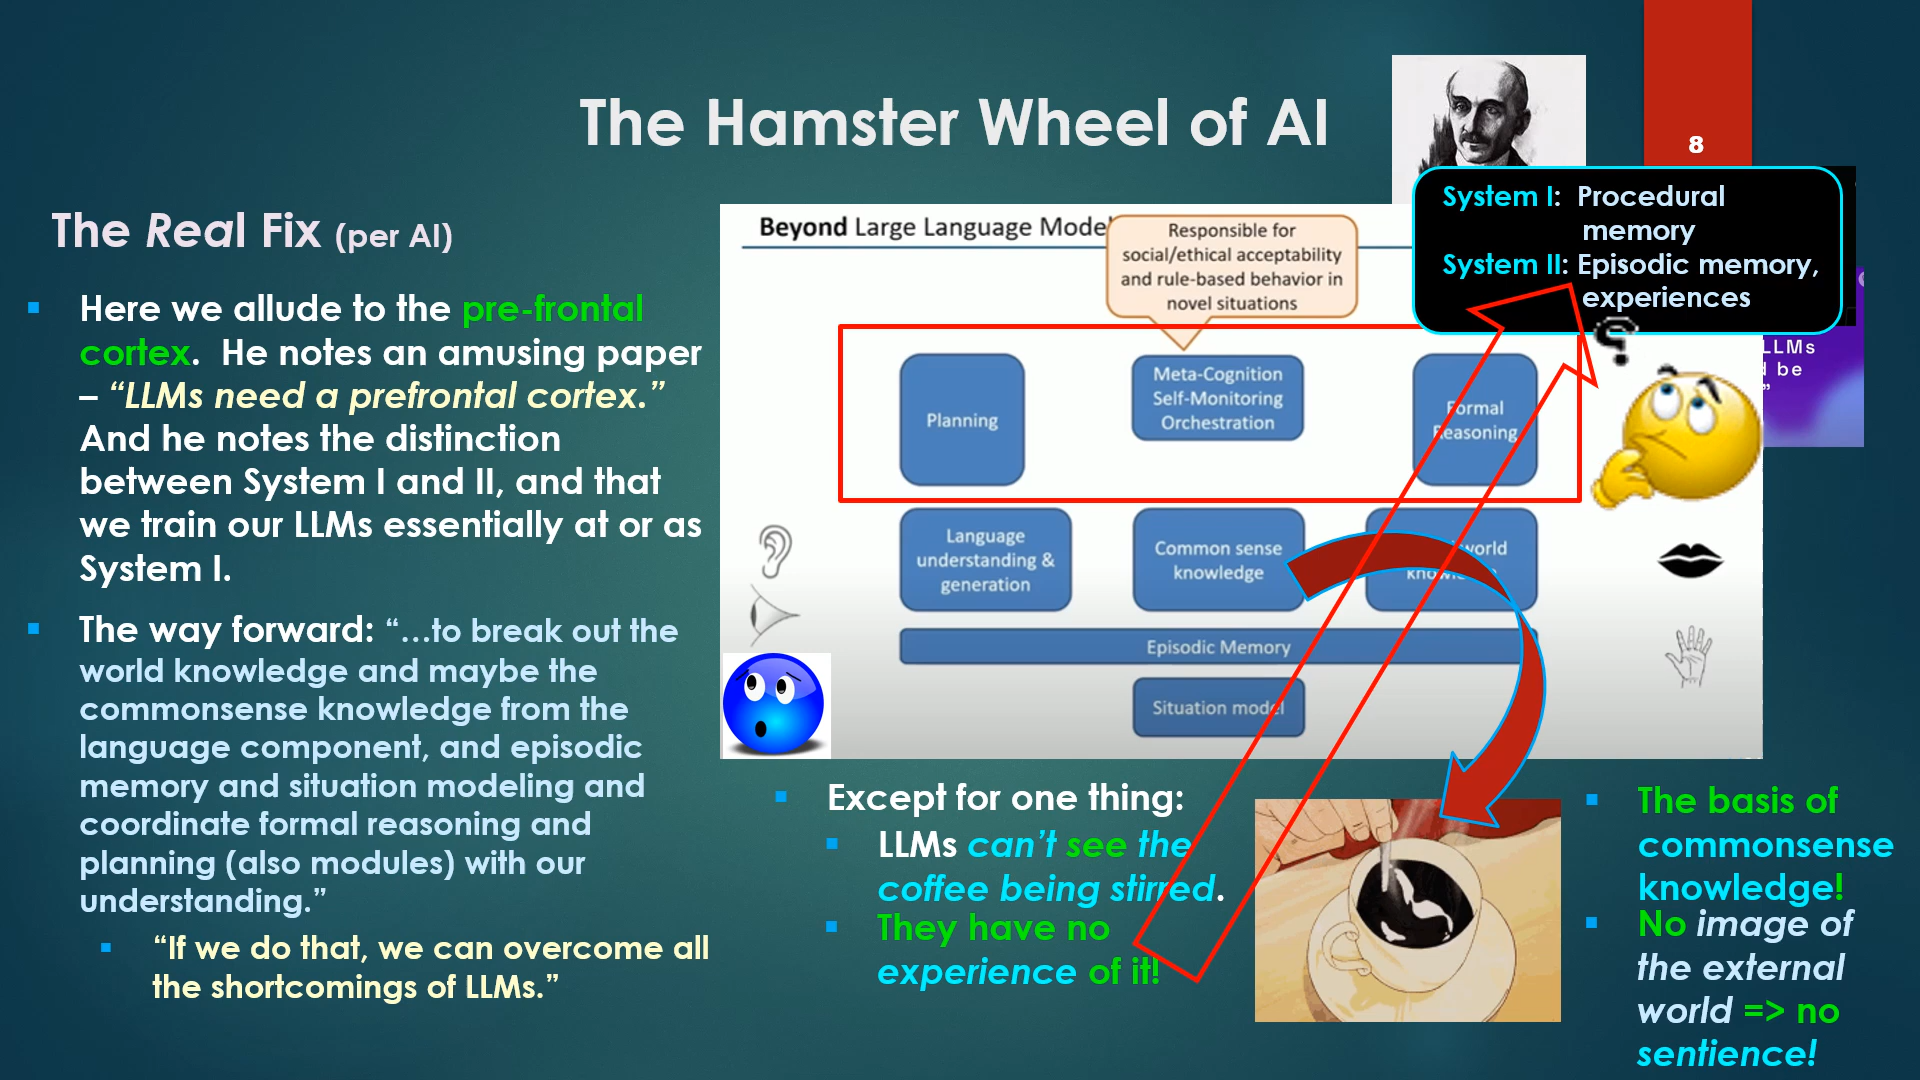 The Hamster Wheel of AI
8
The Real Fix (per AI)
Here we allude to the pre-frontal
cortex. He notes an amusing paper
– “LLMs need a prefrontal cortex.”
And he notes the distinction
between System I and II, and that
we train our LLMs essentially at or as
System I.
The way forward: “…to break out the
world knowledge and maybe the
commonsense knowledge from the
language component, and episodic
memory and situation modeling and
coordinate formal reasoning and
planning (also modules) with our
understanding.”
“If we do that, we can overcome all
the shortcomings of LLMs.”
Beyond Large Language Mode
Responsible for
social/ethical acceptability
and rule-based behavior in
novel situations
System I: Procedural
memory
System II: Episodic memory,
experiences
LLMs
be
Planning
Meta-Cognition
Self-Monitoring
Orchestration
Formal
Reasoning
Language
understanding &
generation
Common sense
knowledge
world
Episodic Memory
Situation model
Except for one thing:
LLMs can’t see the
coffee being stirred.
They have no
experience of it!
The basis of
commonsense
knowledge!
No image of
the external
world => no
sentience!